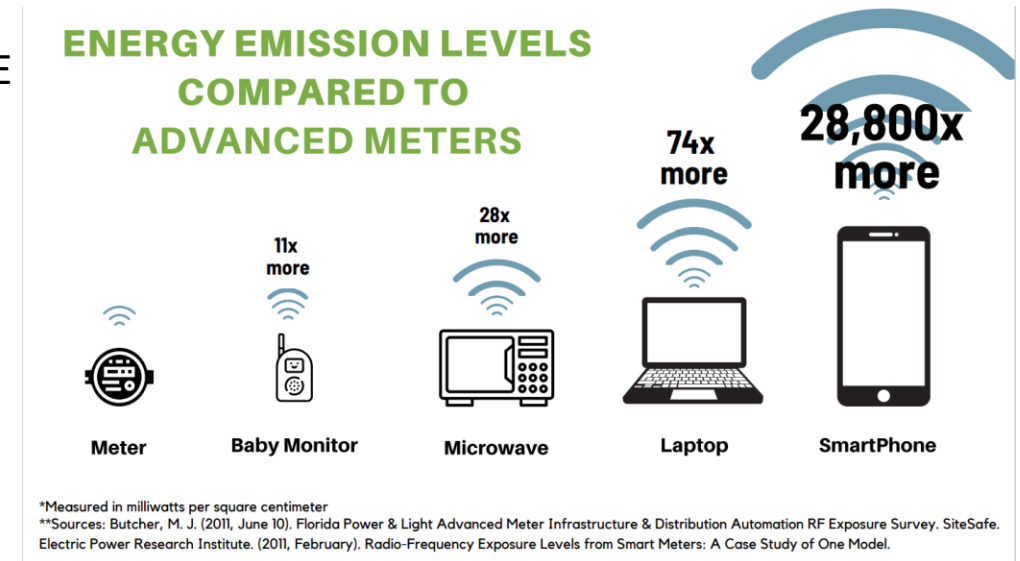 ENERGY EMISSION LEVELS
COMPARED TO
ADVANCED METERS
E
11x
more
28x
more
74x
more
28,800x
more
Meter
Baby Monitor
Microwave
Laptop
SmartPhone
*Measured in milliwatts per square centimeter
**Sources: Butcher, M. J. (2011, June 10). Florida Power & Light Advanced Meter Infrastructure & Distribution Automation RF Exposure Survey. SiteSafe.
Electric Power Research Institute. (2011, February). Radio-Frequency Exposure Levels from Smart Meters: A Case Study of One Model.